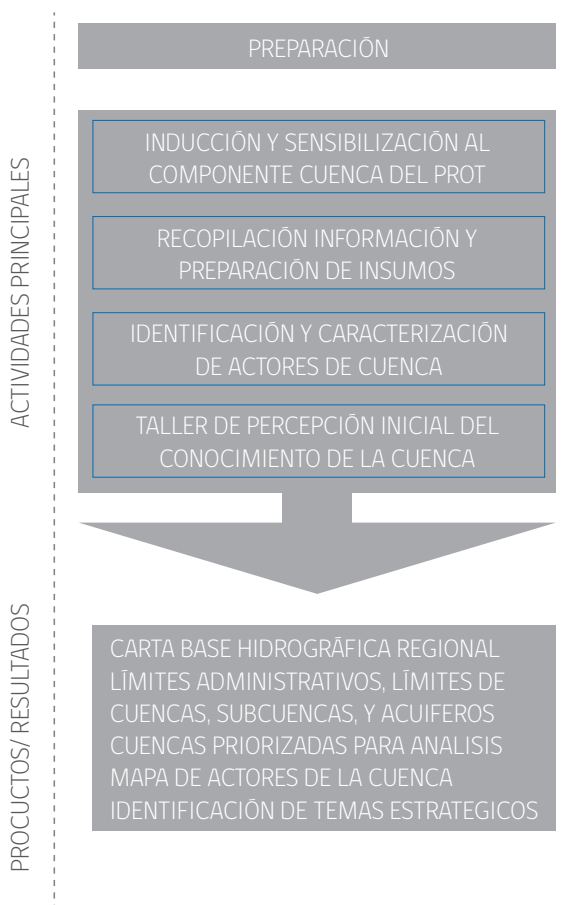 PREPARACIÓN
ACTIVIDADES PRINCIPALES
INDUCCIÓN Y SENSIBILIZACIÓN AL
COMPONENTE CUENCA DEL PROT
RECOPILACIÓN INFORMACIÓN Y
PREPARACIÓN DE INSUMOS
IDENTIFICACIÓN Y CARACTERIZACIÓN
DE ACTORES DE CUENCA
TALLER DE PERCEPCIÓN INICIAL DEL
CONOCIMIENTO DE LA CUENCA
PROCUCTOS/ RESULTADOS
CARTA BASE HIDROGRÁFICA REGIONAL
LÍMITES ADMINISTRATIVOS, LÍMITES DE
CUENCAS, SUBCUENCAS, Y ACUIFEROS
CUENCAS PRIORIZADAS PARA ANALISIS
MAPA DE ACTORES DE LA CUENCA
IDENTIFICACIÓN DE TEMAS ESTRATEGICOS